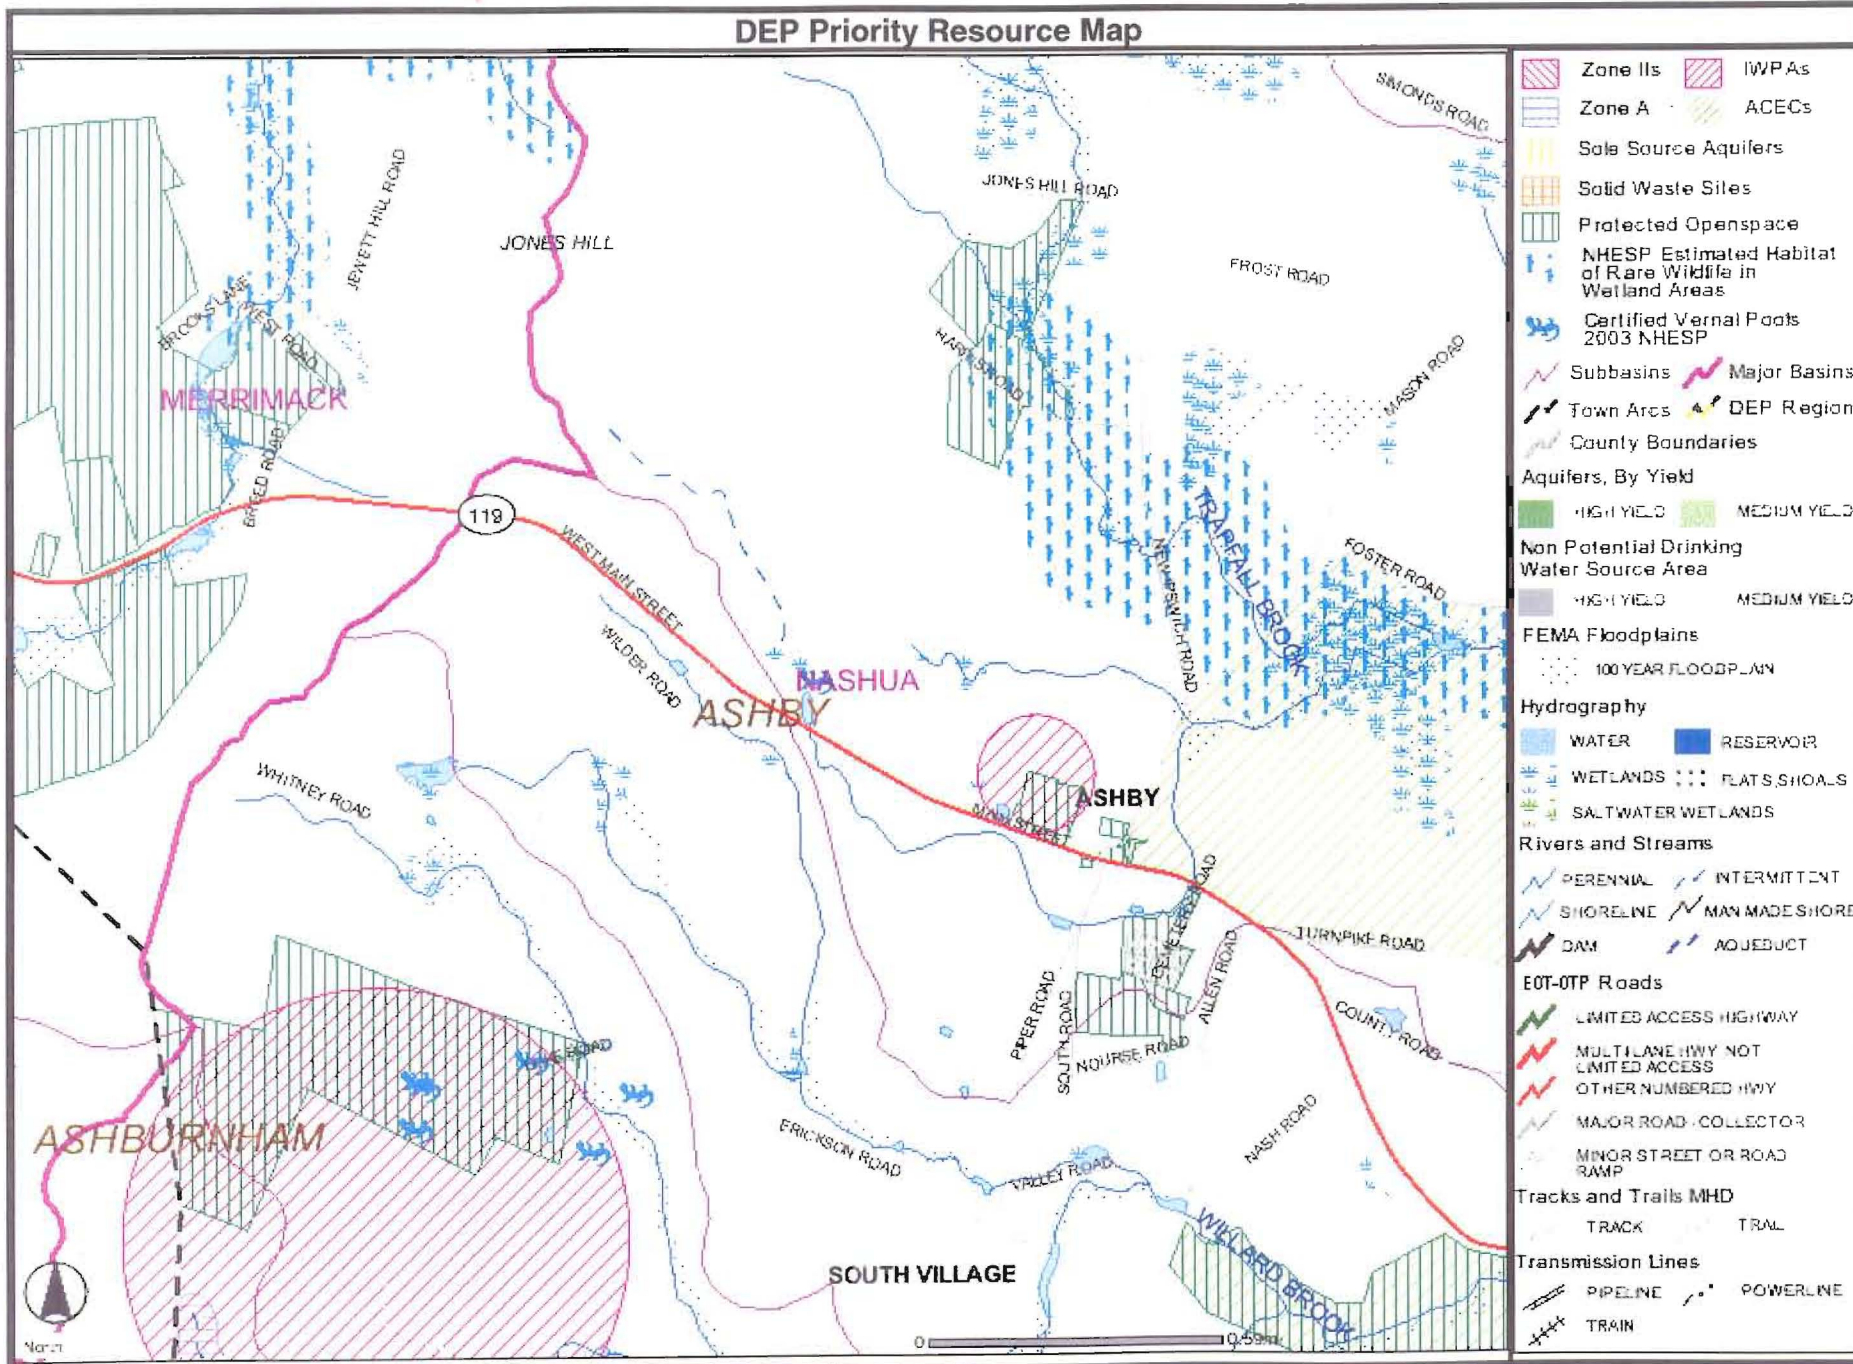 DEP Priority Resource Map
SIMONDS ROAD
JONES HILL ROAD
JEWETT HILL ROAD
JONES HILL
FROST ROAD
BROOKS LANE
WEST ROAD
MASON ROAD
MERRIMACK
BREED ROAD
119
WEST MAIN STREET
TRAPFALL BROOK
FOSTER ROAD
NEW IPSWICH ROAD
WILDER ROAD
NASHUA
ASHBY
WHITNEY ROAD
ASHBY
MAIN STREET
TURNPIKE ROAD
ALLEN ROAD
PIPER ROAD
SOUTH ROAD
NOURSE ROAD
COUNTY ROAD
ROAD
ASHBURNHAM
ERICKSON ROAD
VALLEY ROAD
NASH ROAD
WILLARD BROOK
SOUTH VILLAGE
North
0
Zone IIs
IWPAs
Zone A
ACECs
Sole Source Aquifers
Solid Waste Sites
Protected Openspace
NHESP Estimated Habitat
of Rare Wildlife in
Wetland Areas
Certified Vernal Pools
2003 NHESP
Subbasins
Major Basins
Town Arcs
DEP Region
County Boundaries
Aquifers, By Yield
HIGH YIELD
MEDIUM YIELD
Non Potential Drinking
Water Source Area
HIGH YIELD
MEDIUM YIELD
FEMA Floodplains
100 YEAR FLOODPLAIN
Hydrography
WATER
RESERVOIR
WETLANDS
FLATS,SHOALS
SALTWATER WETLANDS
Rivers and Streams
PERENNIAL
INTERMITTENT
SHORELINE
MAN MADE SHORE
DAM
AQUEDUCT
EOT-OTP Roads
LIMITED ACCESS HIGHWAY
MULTI-LANE HWY NOT
LIMITED ACCESS
OTHER NUMBERED HWY
MAJOR ROAD - COLLECTOR
MINOR STREET OR ROAD
RAMP
Tracks and Trails MHD
TRACK
TRAIL
Transmission Lines
PIPELINE
POWERLINE
TRAIN